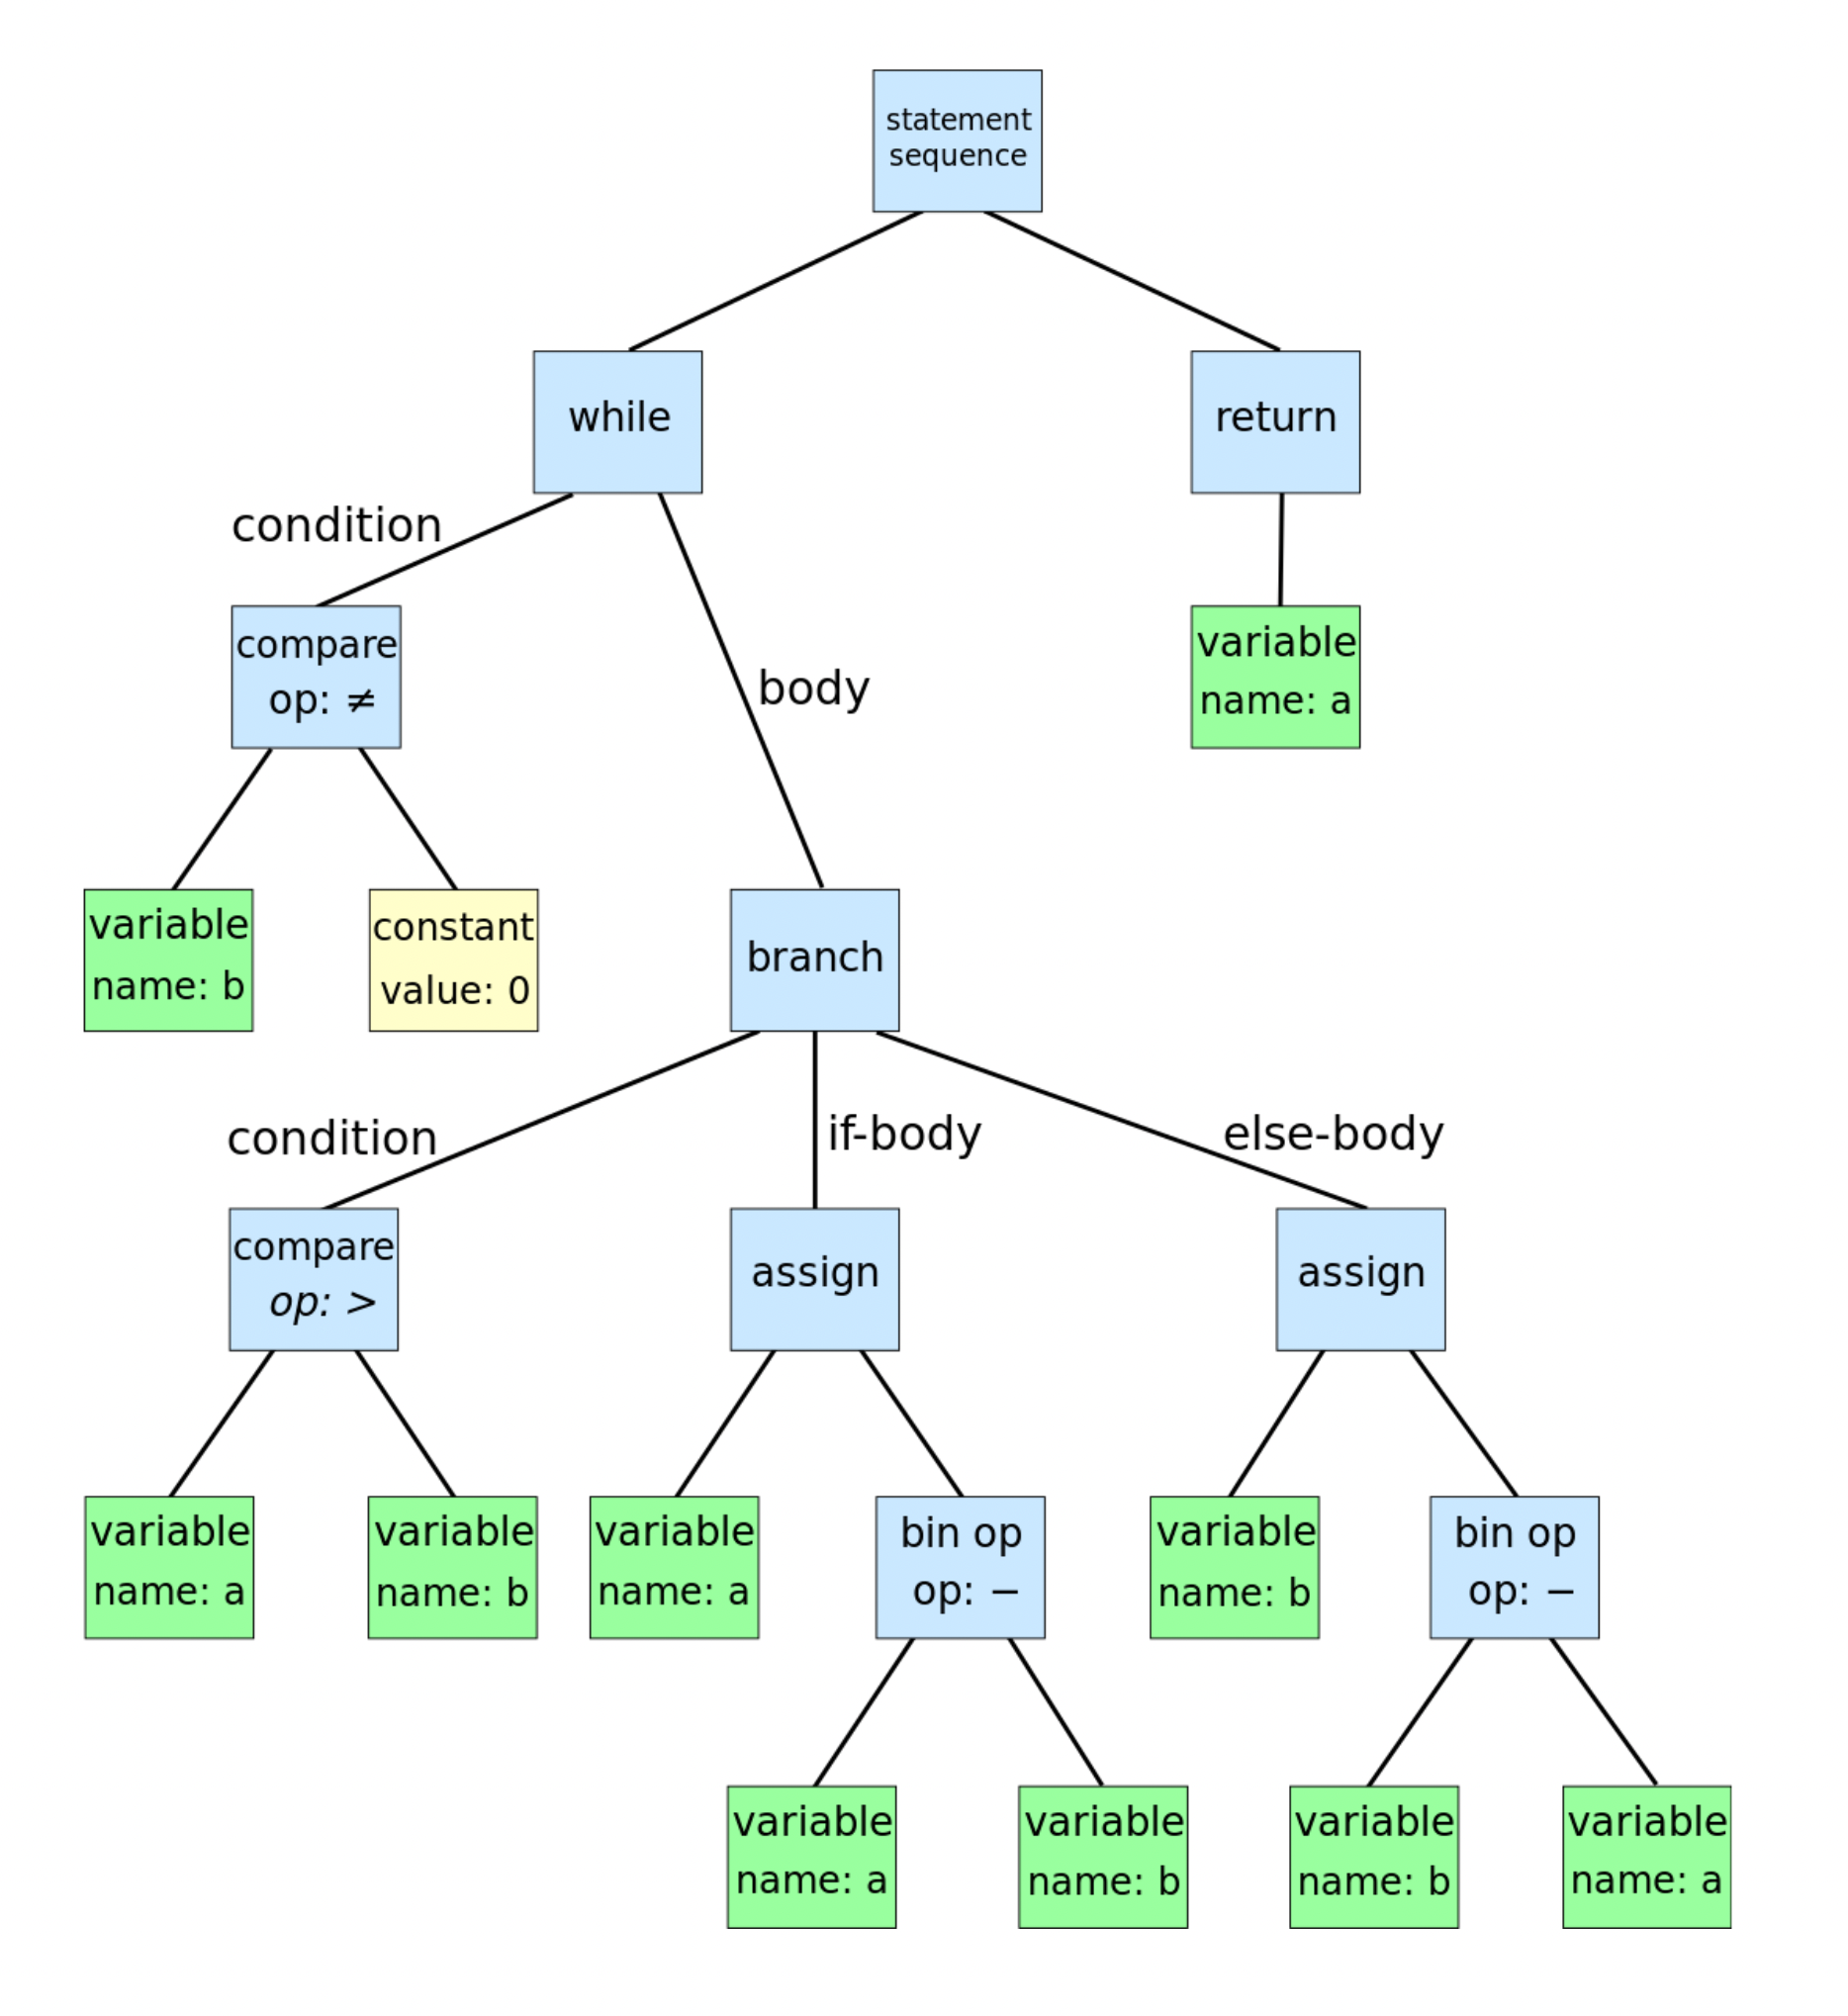 statement
sequence
while
return
condition
compare
op: ≠
body
variable
name: a
variable
name: b
constant
value: 0
branch
condition
if-body
else-body
compare
op: >
assign
assign
variable
name: a
variable
name: b
variable
name: a
bin op
op: −
variable
name: b
bin op
op: −
variable
name: a
variable
name: b
variable
name: b
variable
name: a